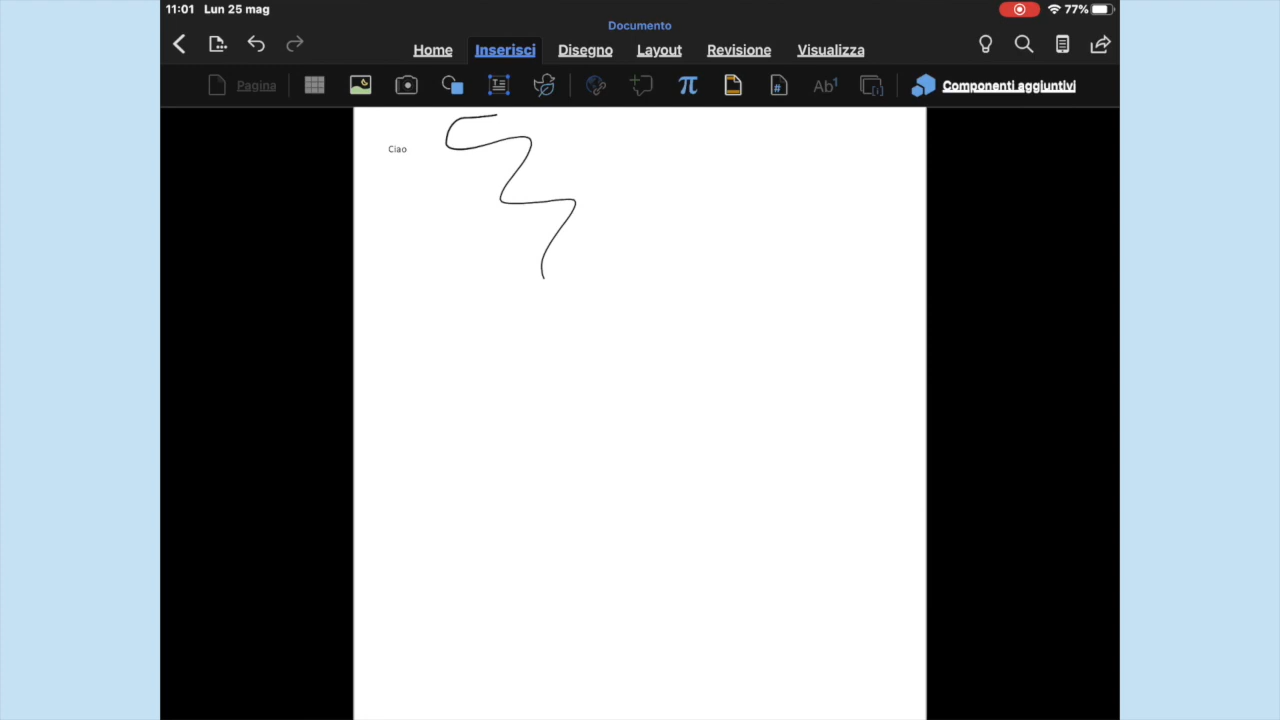 11:01 Lun 25 mag 77%
Documento
Home Inserisci Disegno Layout Revisione Visualizza
Pagina # Ab1 Componenti aggiuntivi
Ciao